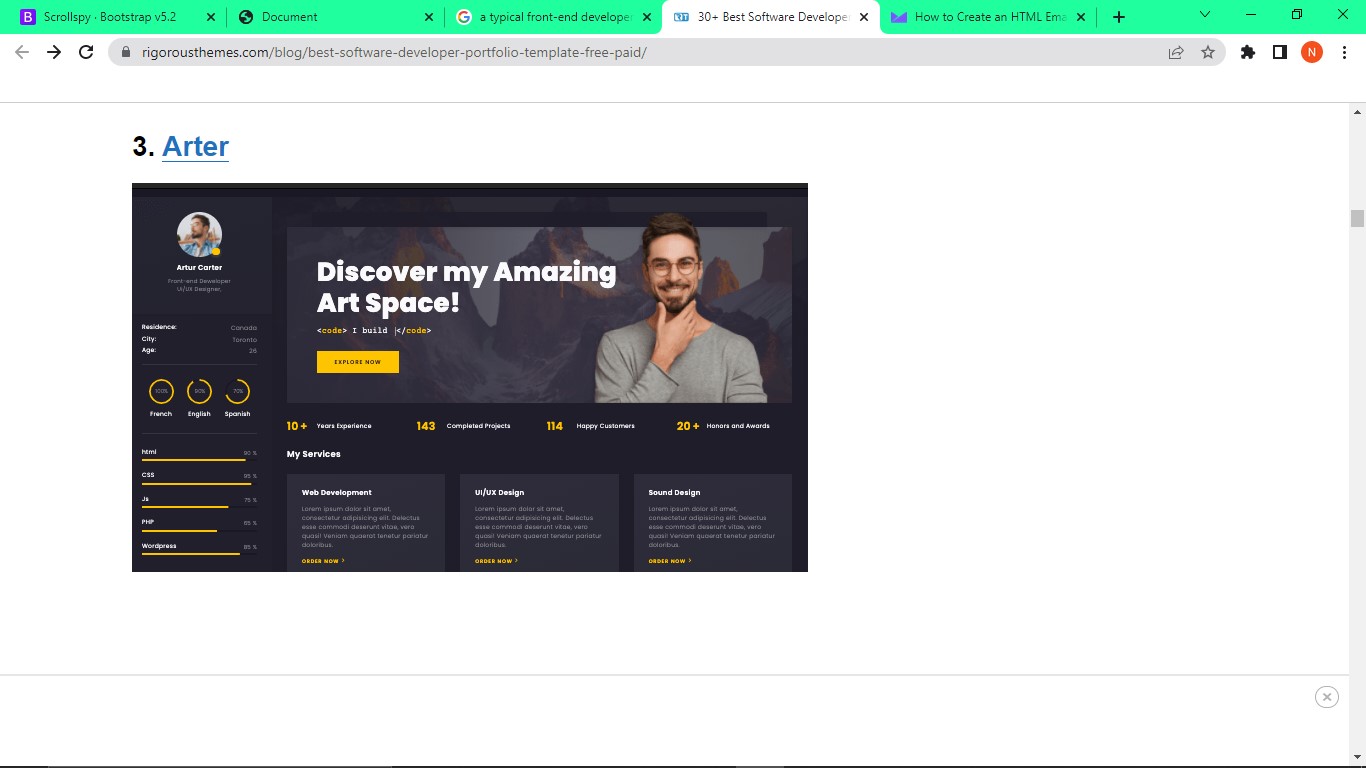 Scrollspy · Bootstrap v5.2
Document
a typical front-end developer
30+ Best Software Develope
How to Create an HTML Ema
rigorousthemes.com/blog/best-software-developer-portfolio-template-free-paid/
N
3. Arter
Artur Carter
Front-end Deweloper
Ui/UX Designer,
Residence: Canada
City: Toronto
Age: 26
100% 90% 70%
French English Spanish
html 90 %
CSS 95 %
Js 75 %
PHP 65 %
Wordpress 85 %
Discover my Amazing
Art Space!
<code> I build </code>
EXPLORE NOW
10 + Years Experience 143 Completed Projects 114 Happy Customers 20 + Honors and Awards
My Services
Web Development
Lorem ipsum dolor sit amet,
consectetur adipisicing elit. Delectus
esse commodi deserunt vitae, vero
quasi! Veniam quaerat tenetur pariatur
doloribus.
ORDER NOW >
UI/UX Design
Lorem ipsum dolor sit amet,
consectetur adipisicing elit. Delectus
esse commodi deserunt vitae, vero
quasi! Veniam quaerat tenetur pariatur
doloribus.
ORDER NOW >
Sound Design
Lorem ipsum dolor sit amet,
consectetur adipisicing elit. Delectus
esse commodi deserunt vitae, vero
quasi! Veniam quaerat tenetur pariatur
doloribus.
ORDER NOW >